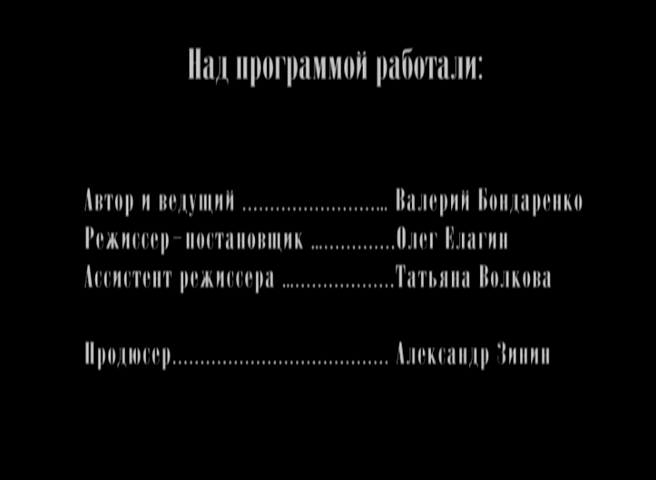 Над программой работали:
Автор и ведущий ........................... Валерий Бондаренко
Режиссер-постановщик ................Олег Елагин
Ассистент режиссера .....................Татьяна Волкова
Продюсер....................................... Александр Зинин